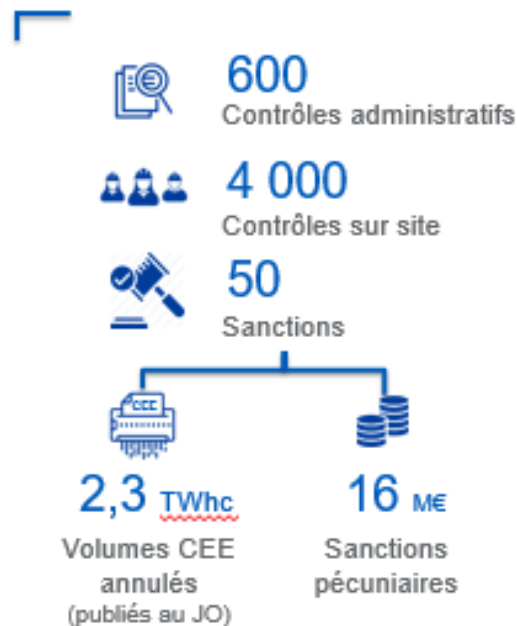 600
Contrôles administratifs
4 000
Contrôles sur site
50
Sanctions
CEE
2,3 TWhc
16 M€
Volumes CEE
annulés
(publiés au JO)
Sanctions
pécuniaires